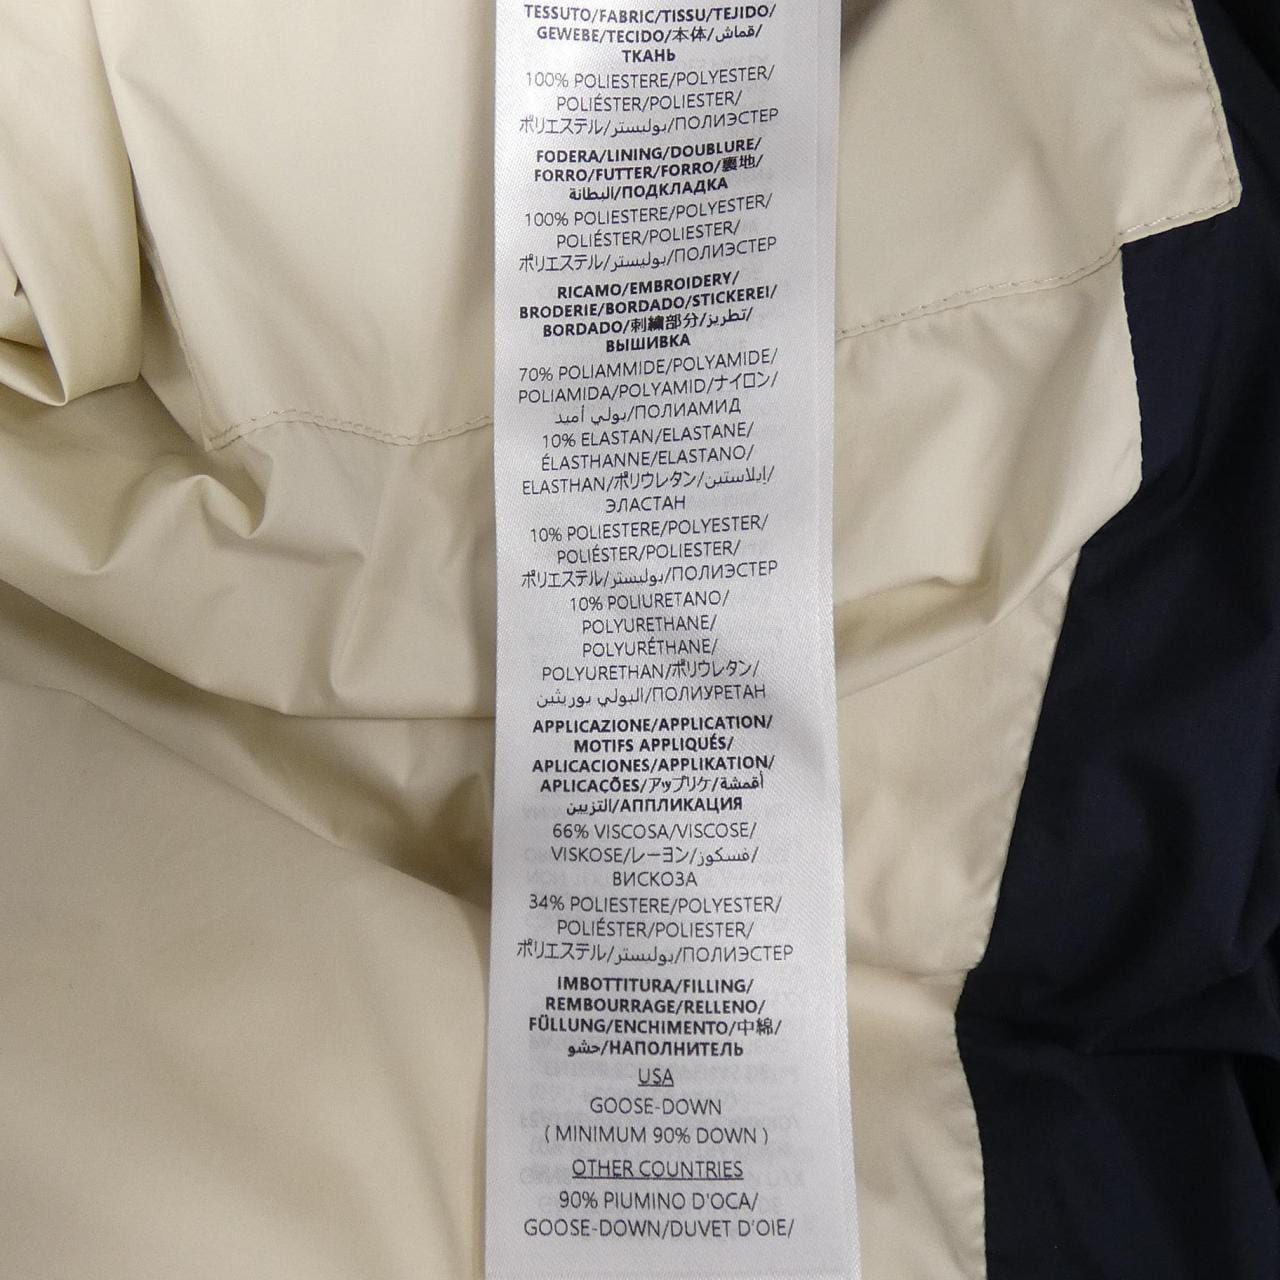 TESSUTO/FABRIC/TISSU/TEJIDO/
GEWEBE/TECIDO/本体/قماش/
ТКАНЬ
100% POLIESTERE/POLYESTER/
POLIÉSTER/POLIESTER/
ポリエステル/بوليستر/ПОЛИЭСТЕР
FODERA/LINING/DOUBLURE/
FORRO/FUTTER/FORRO/裏地/
البطانة/ПОДКЛАДКА
100% POLIESTERE/POLYESTER/
POLIÉSTER/POLIESTER/
ポリエステル/بوليستر/ПОЛИЭСТЕР
RICAMO/EMBROIDERY/
BRODERIE/BORDADO/STICKEREI/
BORDADO/刺繍部分/تطريز/
ВЫШИВКА
70% POLIAMMIDE/POLYAMIDE/
POLIAMIDA/POLYAMID/ナイロン/
بولي أميد/ПОЛИАМИД
10% ELASTAN/ELASTANE/
ÉLASTHANNE/ELASTANO/
ELASTHAN/ポリウレタン/إيلاستين/
ЭЛАСТАН
10% POLIESTERE/POLYESTER/
POLIÉSTER/POLIESTER/
ポリエステル/بوليستر/ПОЛИЭСТЕР
10% POLIURETANO/
POLYURETHANE/
POLYURÉTHANE/
POLYURETHAN/ポリウレタン/
البولي يوريثين/ПОЛИУРЕТАН
APPLICAZIONE/APPLICATION/
MOTIFS APPLIQUÉS/
APLICACIONES/APPLIKATION/
APLICAÇÕES/アップリケ/أقمشة
التزيين/АППЛИКАЦИЯ
66% VISCOSA/VISCOSE/
VISKOSE/レーヨン/فسكوز/
ВИСКОЗА
34% POLIESTERE/POLYESTER/
POLIÉSTER/POLIESTER/
ポリエステル/بوليستر/ПОЛИЭСТЕР
IMBOTTITURA/FILLING/
REMBOURRAGE/RELLENO/
FÜLLUNG/ENCHIMENTO/中綿/
حشو/НАПОЛНИТЕЛЬ
USA
GOOSE-DOWN
( MINIMUM 90% DOWN )
OTHER COUNTRIES
90% PIUMINO D'OCA/
GOOSE-DOWN/DUVET D'OIE/